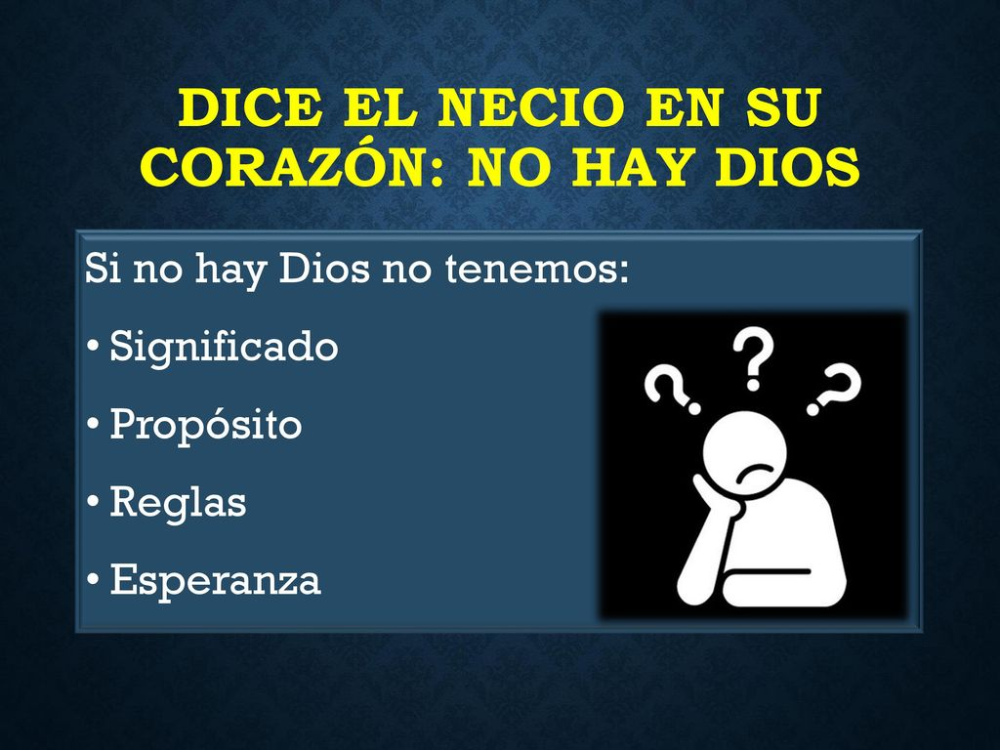 DICE EL NECIO EN SU
CORAZÓN: NO HAY DIOS
Si no hay Dios no tenemos:
• Significado
• Propósito
• Reglas
• Esperanza